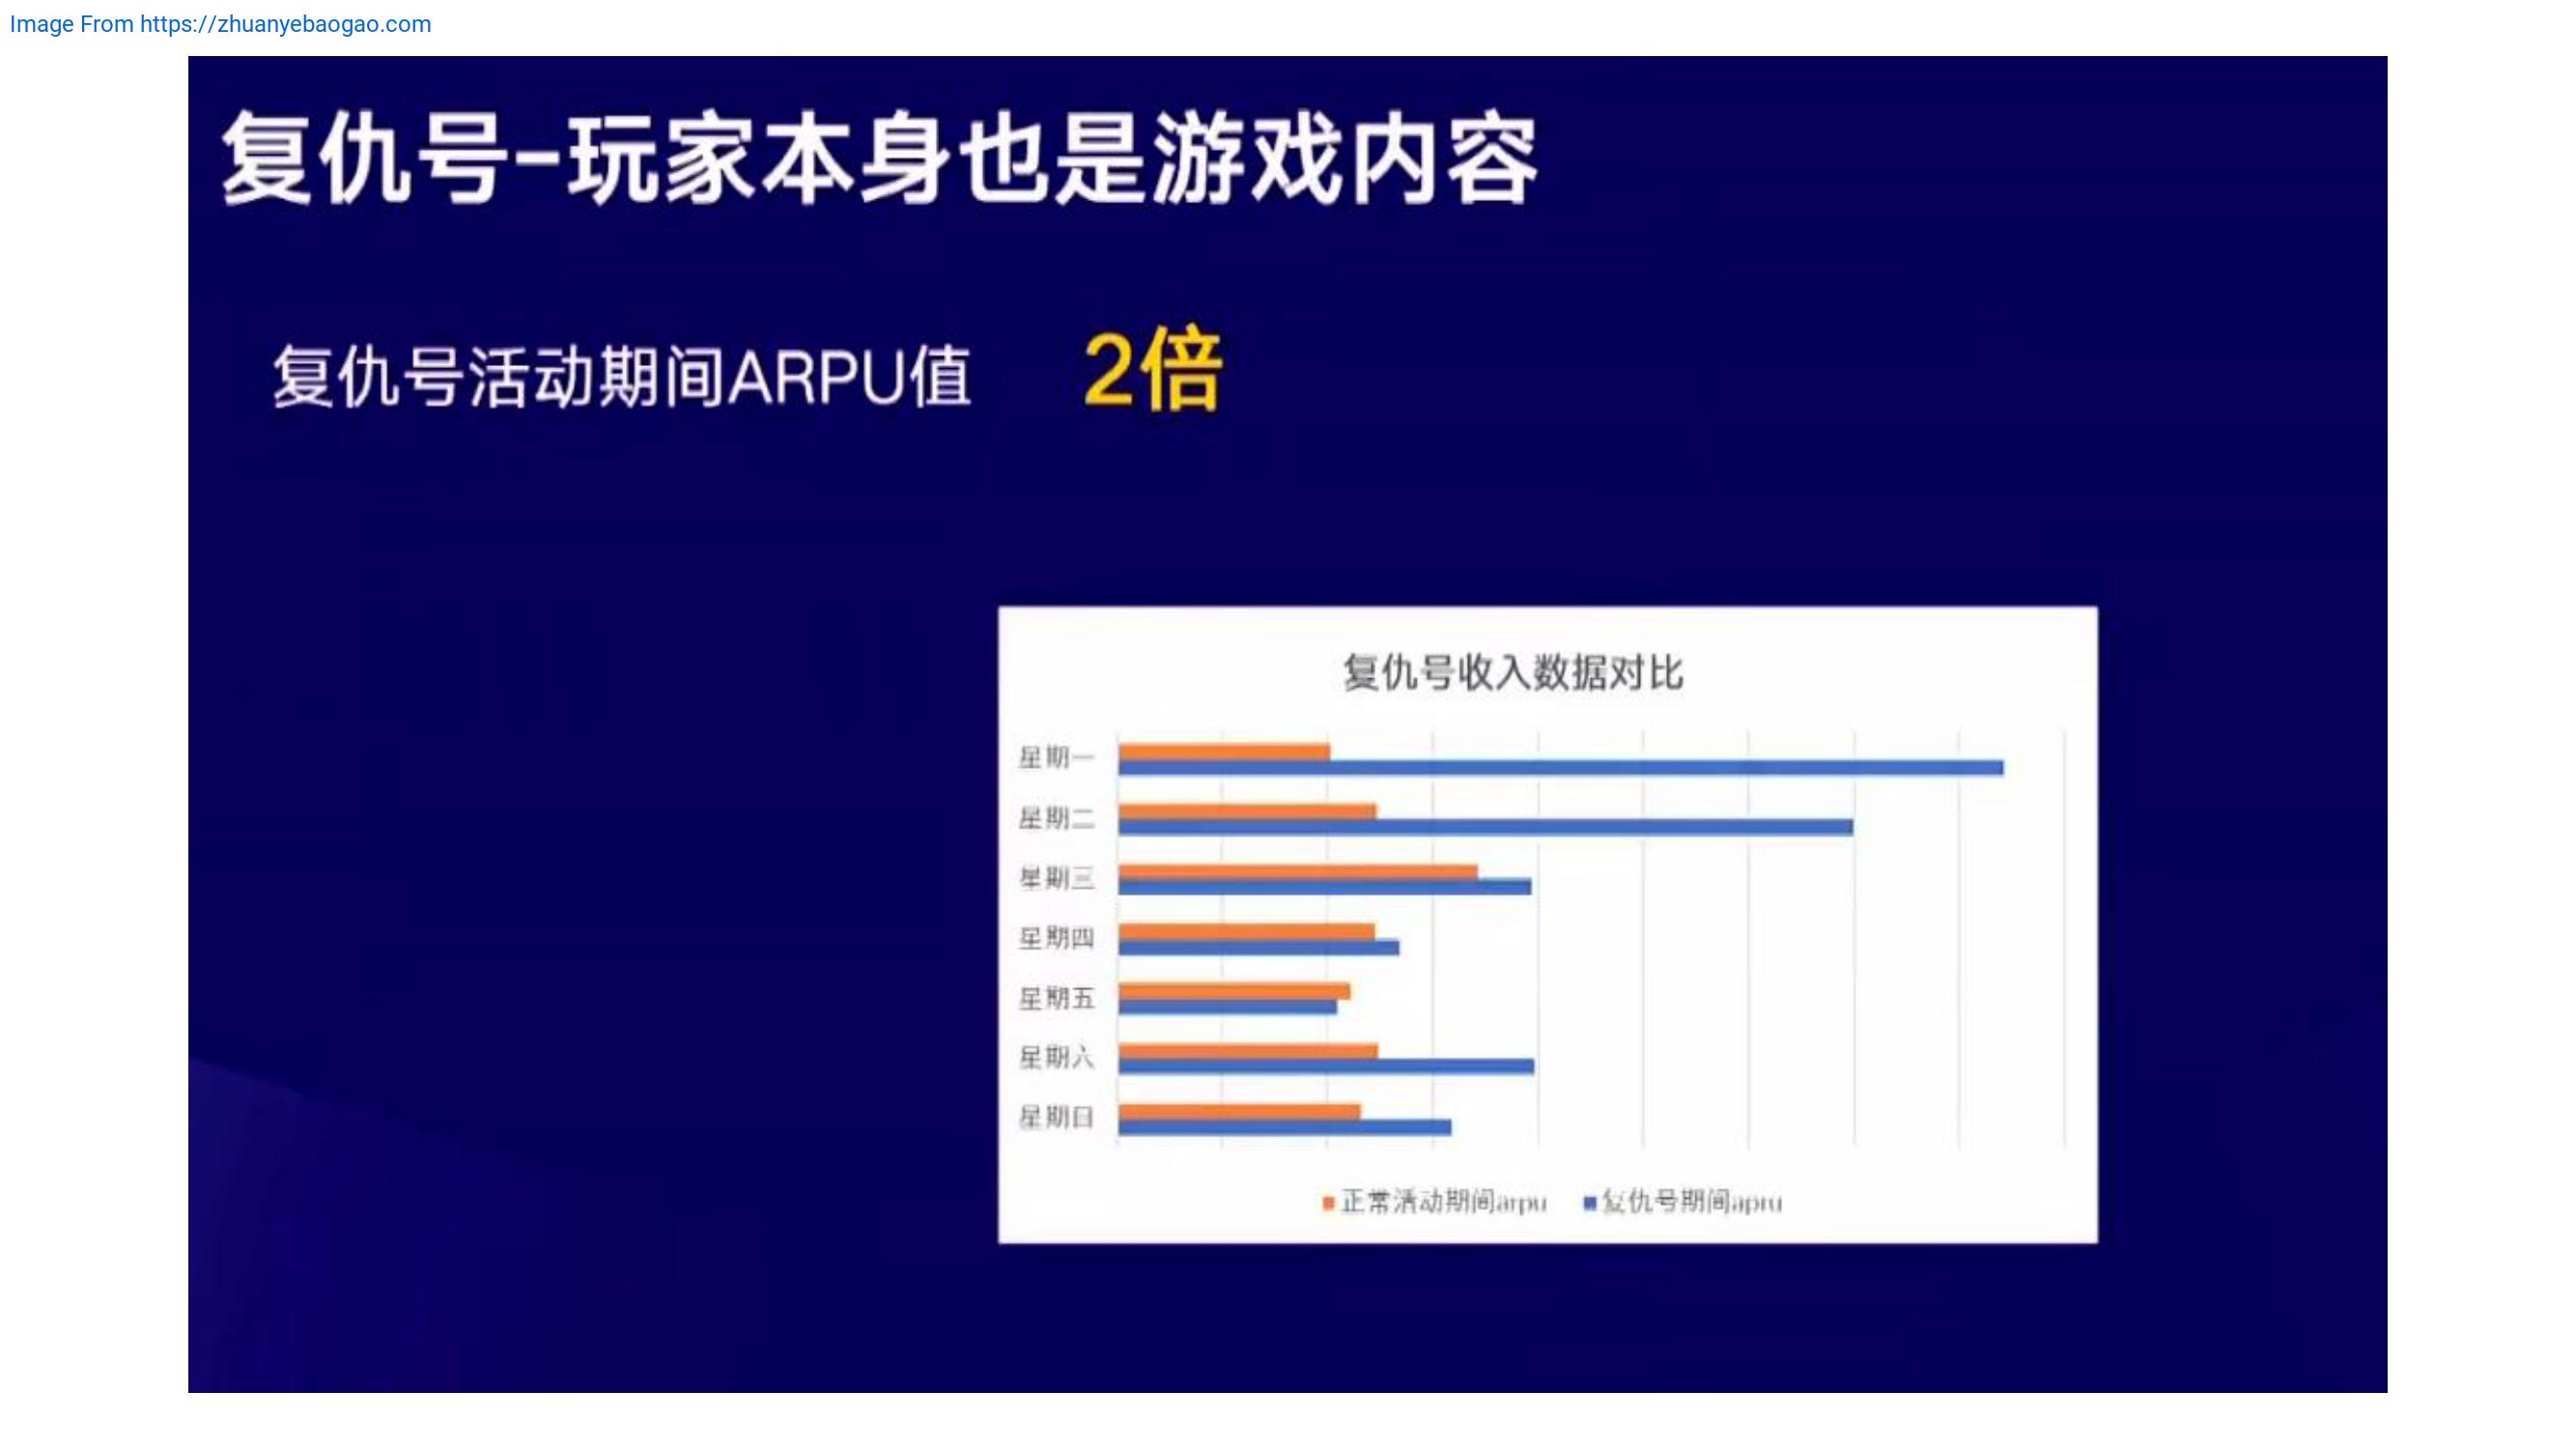 Image From https://zhuanyebaogao.com
复仇号-玩家本身也是游戏内容
复仇号活动期间ARPU值 2倍
复仇号收入数据对比
星期一
星期二
星期三
星期四
星期五
星期六
星期日
正常活动期间arpu 复仇号期间apru